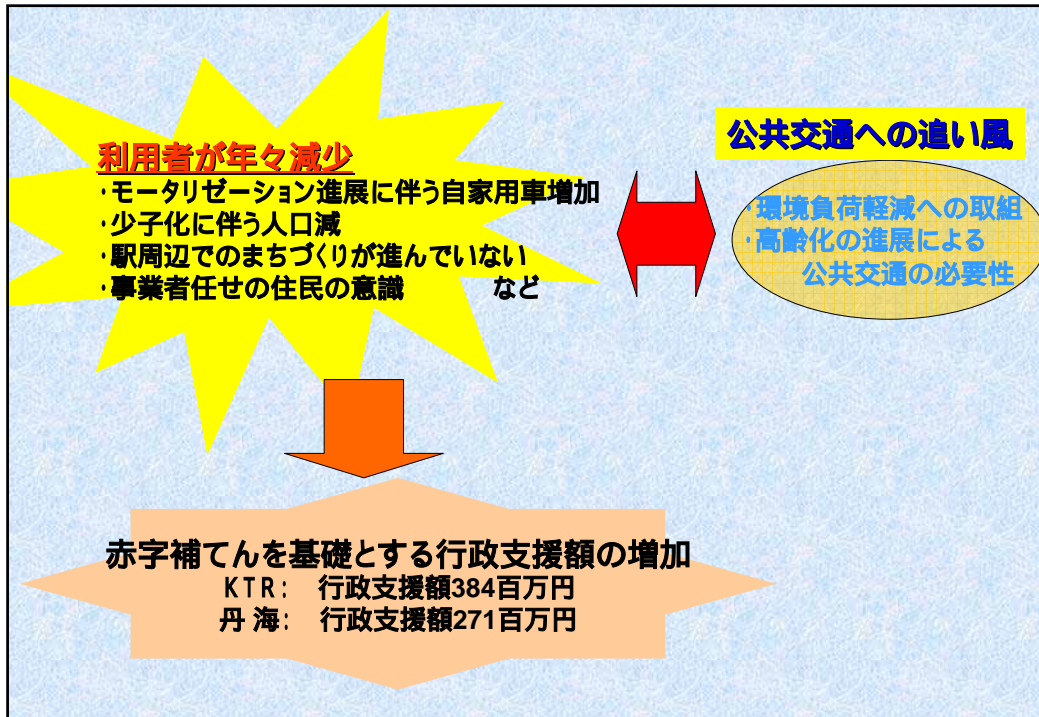 利用者が年々減少
・モータリゼーション進展に伴う自家用車増加
・少子化に伴う人口減
・駅周辺でのまちづくりが進んでいない
・事業者任せの住民の意識　　　など
公共交通への追い風
・環境負荷軽減への取組
・高齢化の進展による
公共交通の必要性
赤字補てんを基礎とする行政支援額の増加
KTR:　行政支援額384百万円
丹海:　行政支援額271百万円